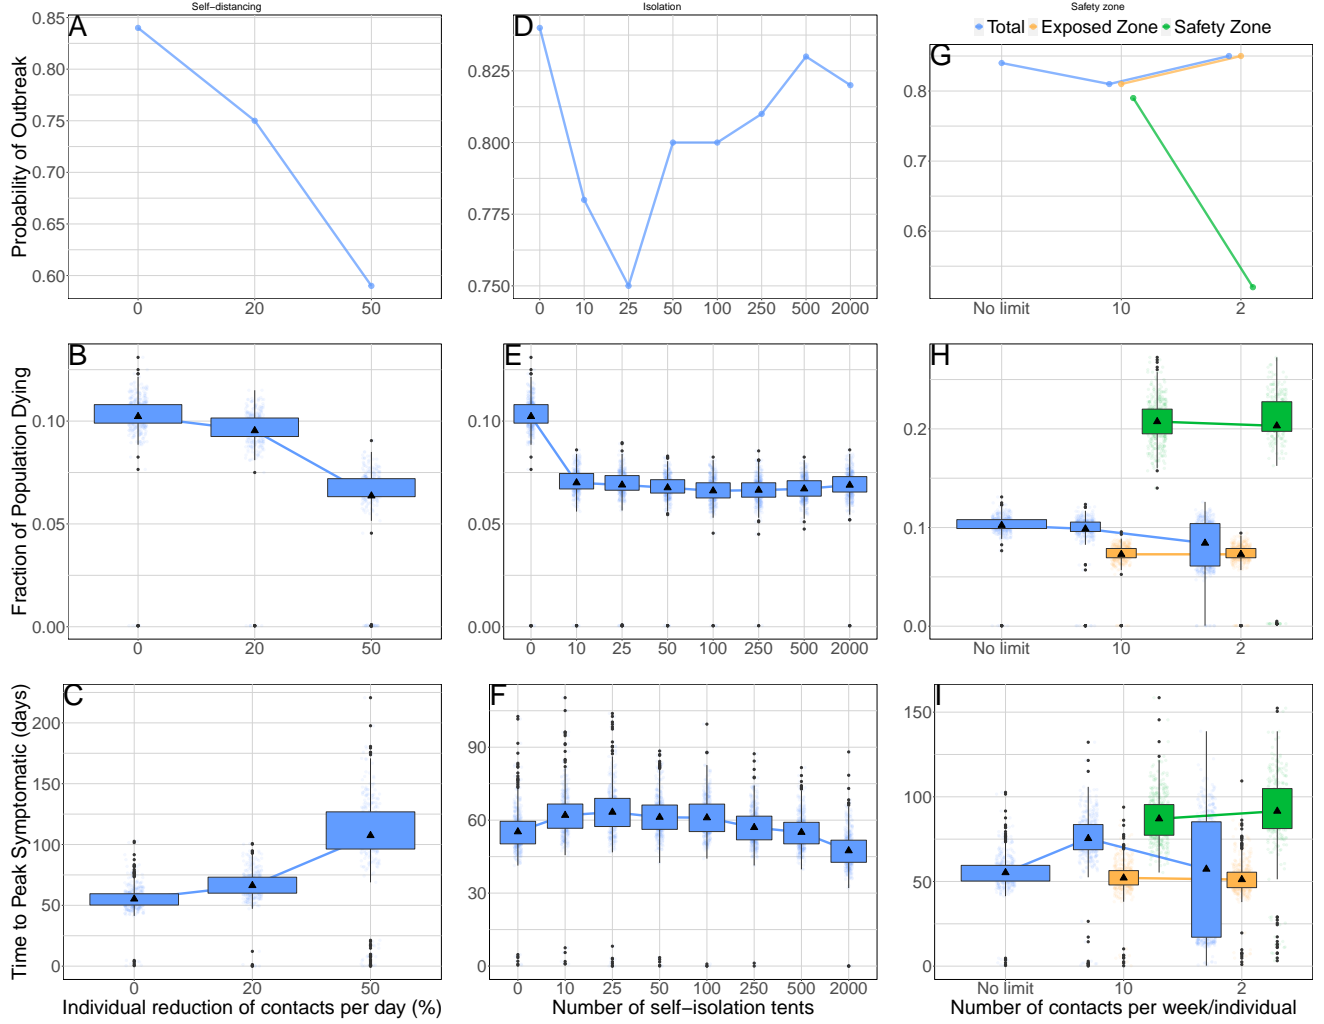 Self−distancing
Isolation
Safety zone
Total Exposed Zone Safety Zone
A
D
G
Probability of Outbreak
0.85
0.80
0.75
0.70
0.65
0.60
0 20 50
0.825
0.800
0.775
0.750
0 10 25 50 100 250 500 2000
0.8
0.7
0.6
No limit 10 2
B
E
H
Fraction of Population Dying
0.10
0.05
0.00
0 20 50
0.10
0.05
0.00
0 10 25 50 100 250 500 2000
0.2
0.1
0.0
No limit 10 2
C
F
I
Time to Peak Symptomatic (days)
200
150
100
50
0
0 20 50
Individual reduction of contacts per day (%)
90
60
30
0
0 10 25 50 100 250 500 2000
Number of self−isolation tents
150
100
50
0
No limit 10 2
Number of contacts per week/individual